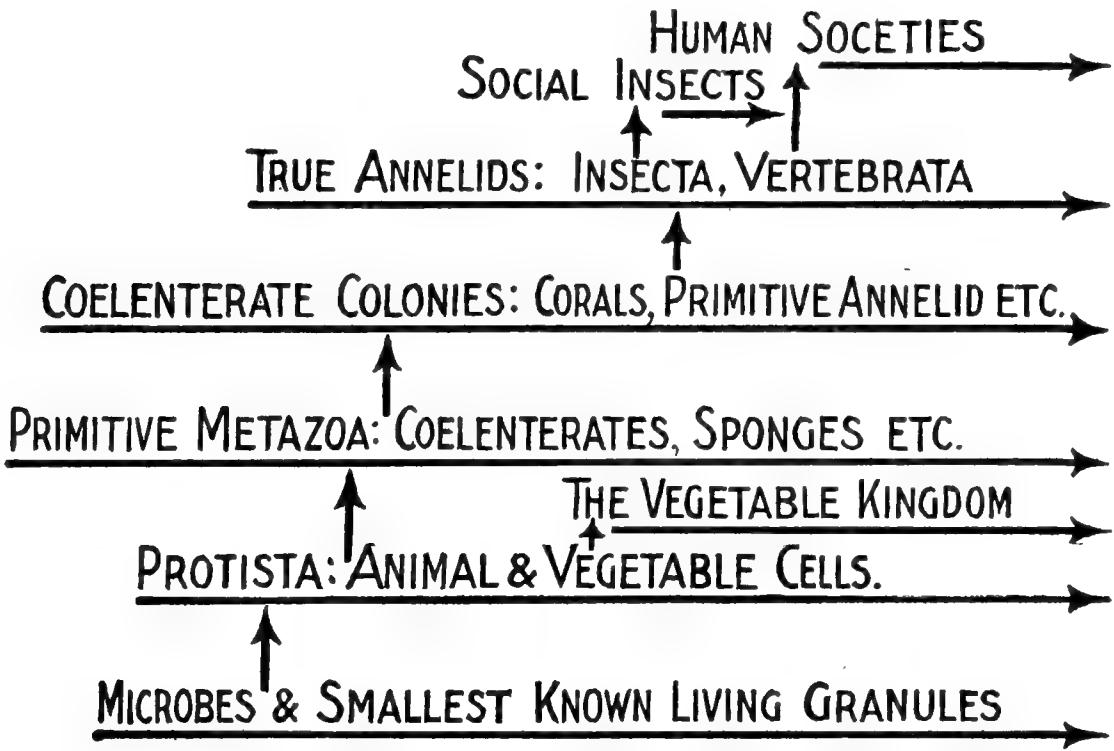 HUMAN SOCETIES
SOCIAL INSECTS
TRUE ANNELIDS: INSECTA, VERTEBRATA
COELENTERATE COLONIES: CORALS, PRIMITIVE ANNELID ETC.
PRIMITIVE METAZOA: COELENTERATES, SPONGES ETC.
THE VEGETABLE KINGDOM
PROTISTA: ANIMAL & VEGETABLE CELLS.
MICROBES & SMALLEST KNOWN LIVING GRANULES